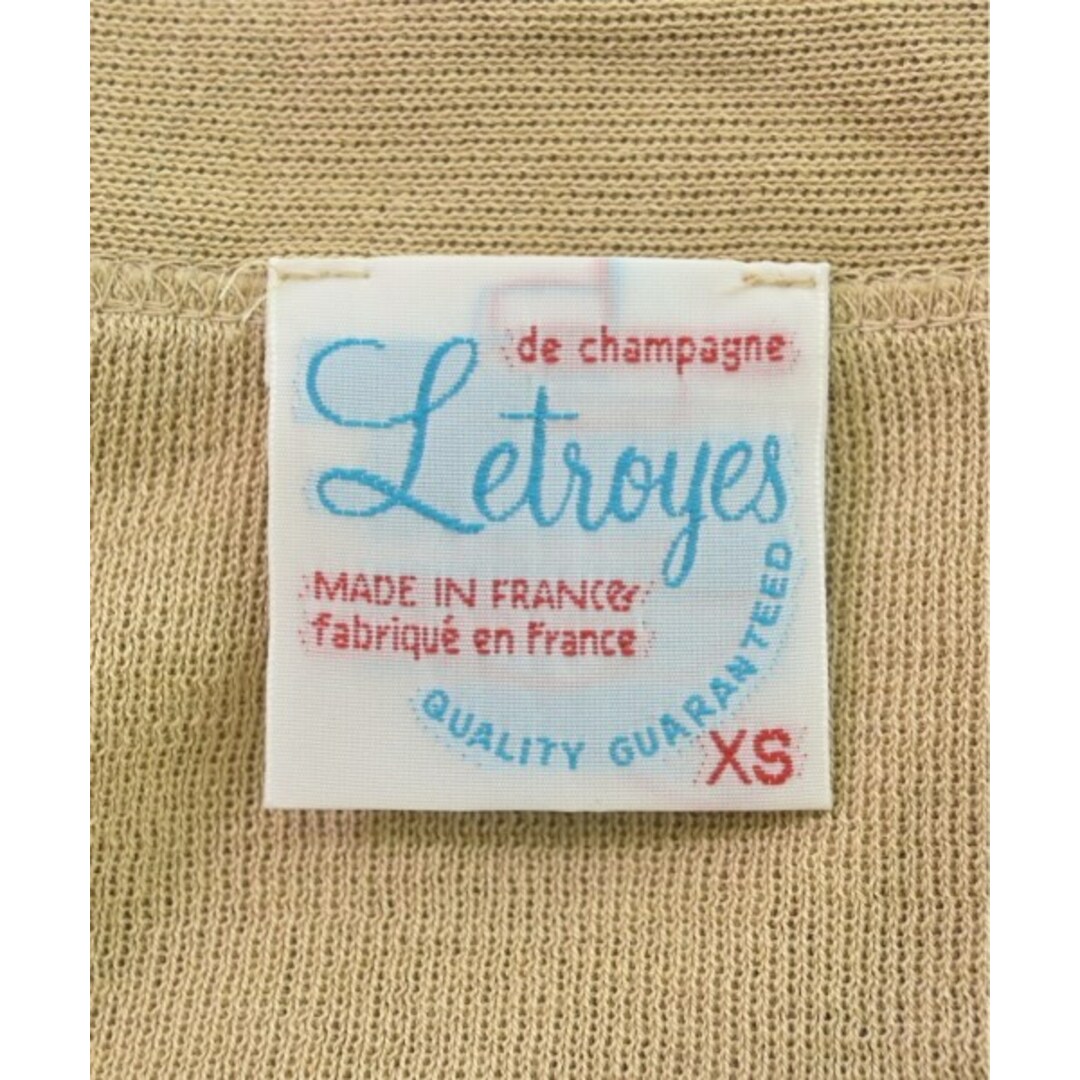 de champagne
Letroyes
MADE IN FRANCE
fabriqué en France
QUALITY GUARANTEED
XS